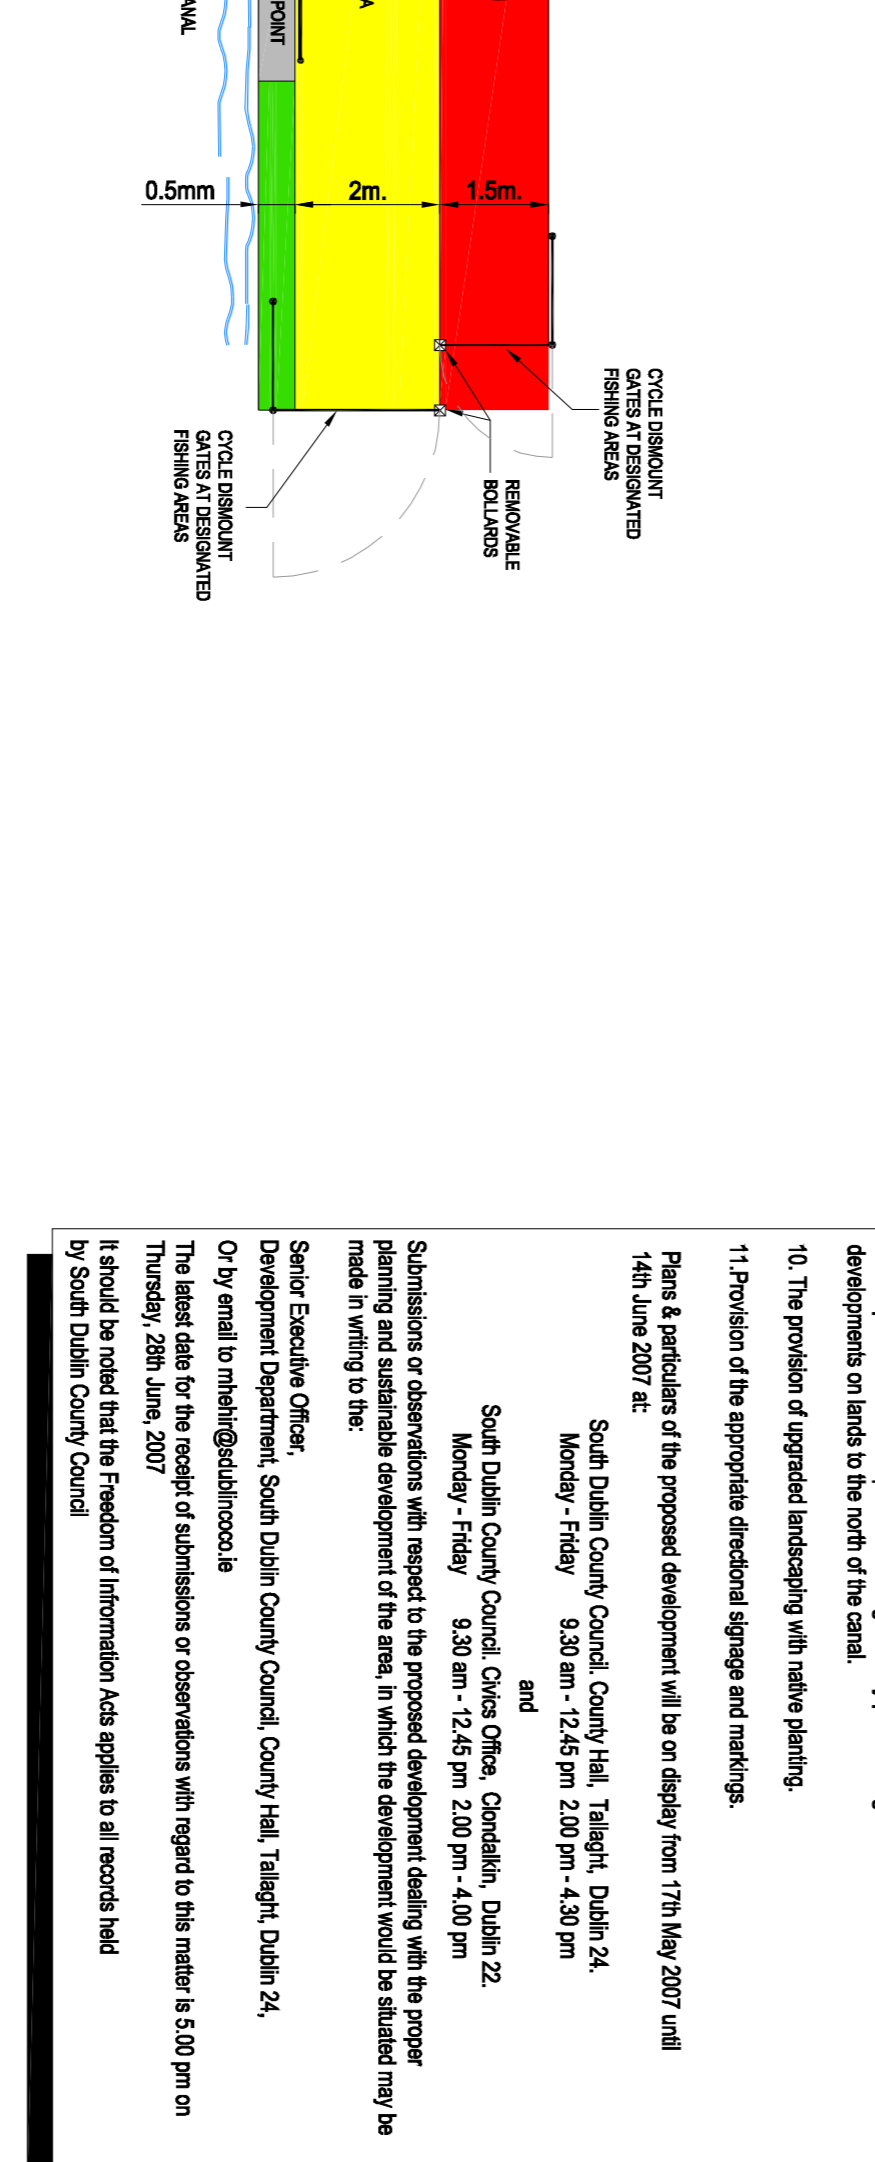 ANAL
POINT
A
0.5mm
2m.
1.5m.
CYCLE DISMOUNT
GATES AT DESIGNATED
FISHING AREAS
REMOVABLE
BOLLARDS
CYCLE DISMOUNT
GATES AT DESIGNATED
FISHING AREAS
developments on lands to the north of the canal.
10. The provision of upgraded landscaping with native planting.
11.Provision of the appropriate directional signage and markings.
Plans & particulars of the proposed development will be on display from 17th May 2007 until
14th June 2007 at:
South Dublin County Council. County Hall, Tallaght, Dublin 24.
Monday - Friday 9.30 am - 12.45 pm 2.00 pm - 4.30 pm
and
South Dublin County Council. Civics Office, Clondalkin, Dublin 22.
Monday - Friday 9.30 am - 12.45 pm 2.00 pm - 4.00 pm
Submissions or observations with respect to the proposed development dealing with the proper
planning and sustainable development of the area, in which the development would be situated may be
made in writing to the:
Senior Executive Officer,
Development Department, South Dublin County Council, County Hall, Tallaght, Dublin 24,
Or by email to mhehir@sdublincoco.ie
The latest date for the receipt of submissions or observations with regard to this matter is 5.00 pm on
Thursday, 28th June, 2007
It should be noted that the Freedom of Information Acts applies to all records held
by South Dublin County Council